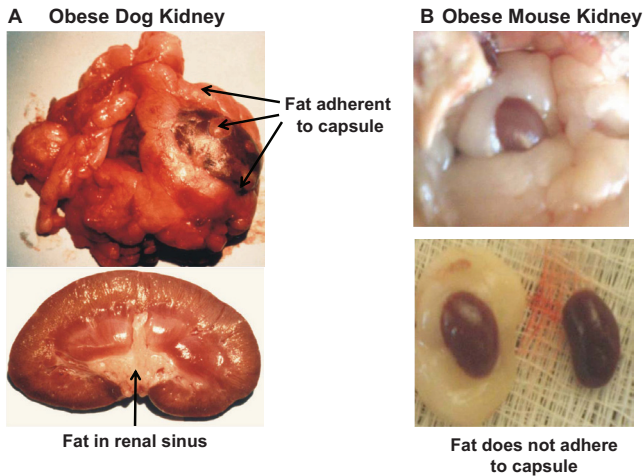 A Obese Dog Kidney
Fat adherent
to capsule
Fat in renal sinus
B Obese Mouse Kidney
Fat does not adhere
to capsule